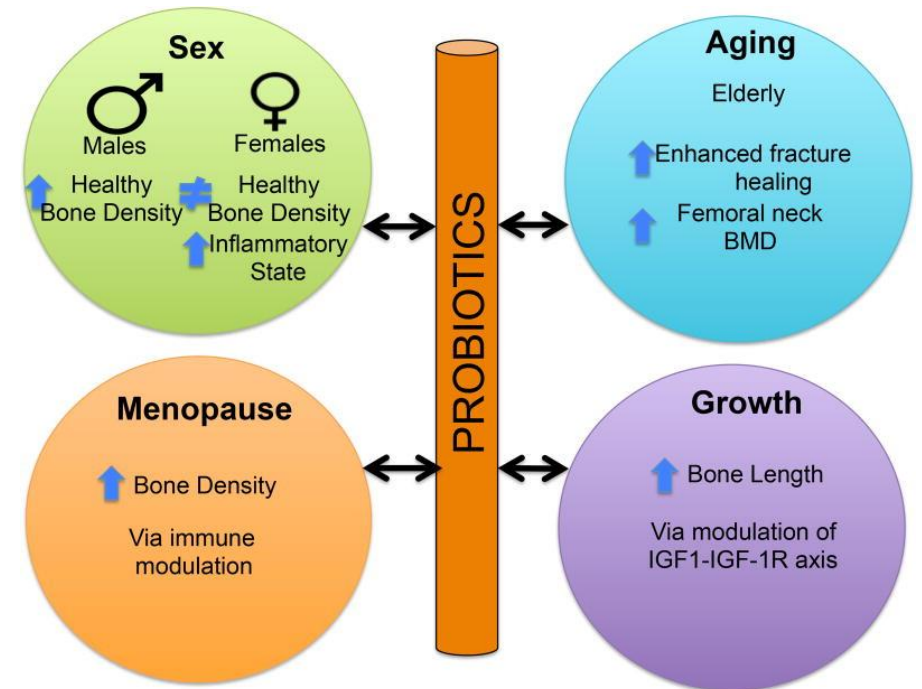 Sex
Males
Healthy
Bone Density
Females
≠ Healthy
Bone Density
Inflammatory
State
PROBIOTICS
Aging
Elderly
Enhanced fracture
healing
Femoral neck
BMD
Menopause
Bone Density
Via immune
modulation
Growth
Bone Length
Via modulation of
IGF1-IGF-1R axis